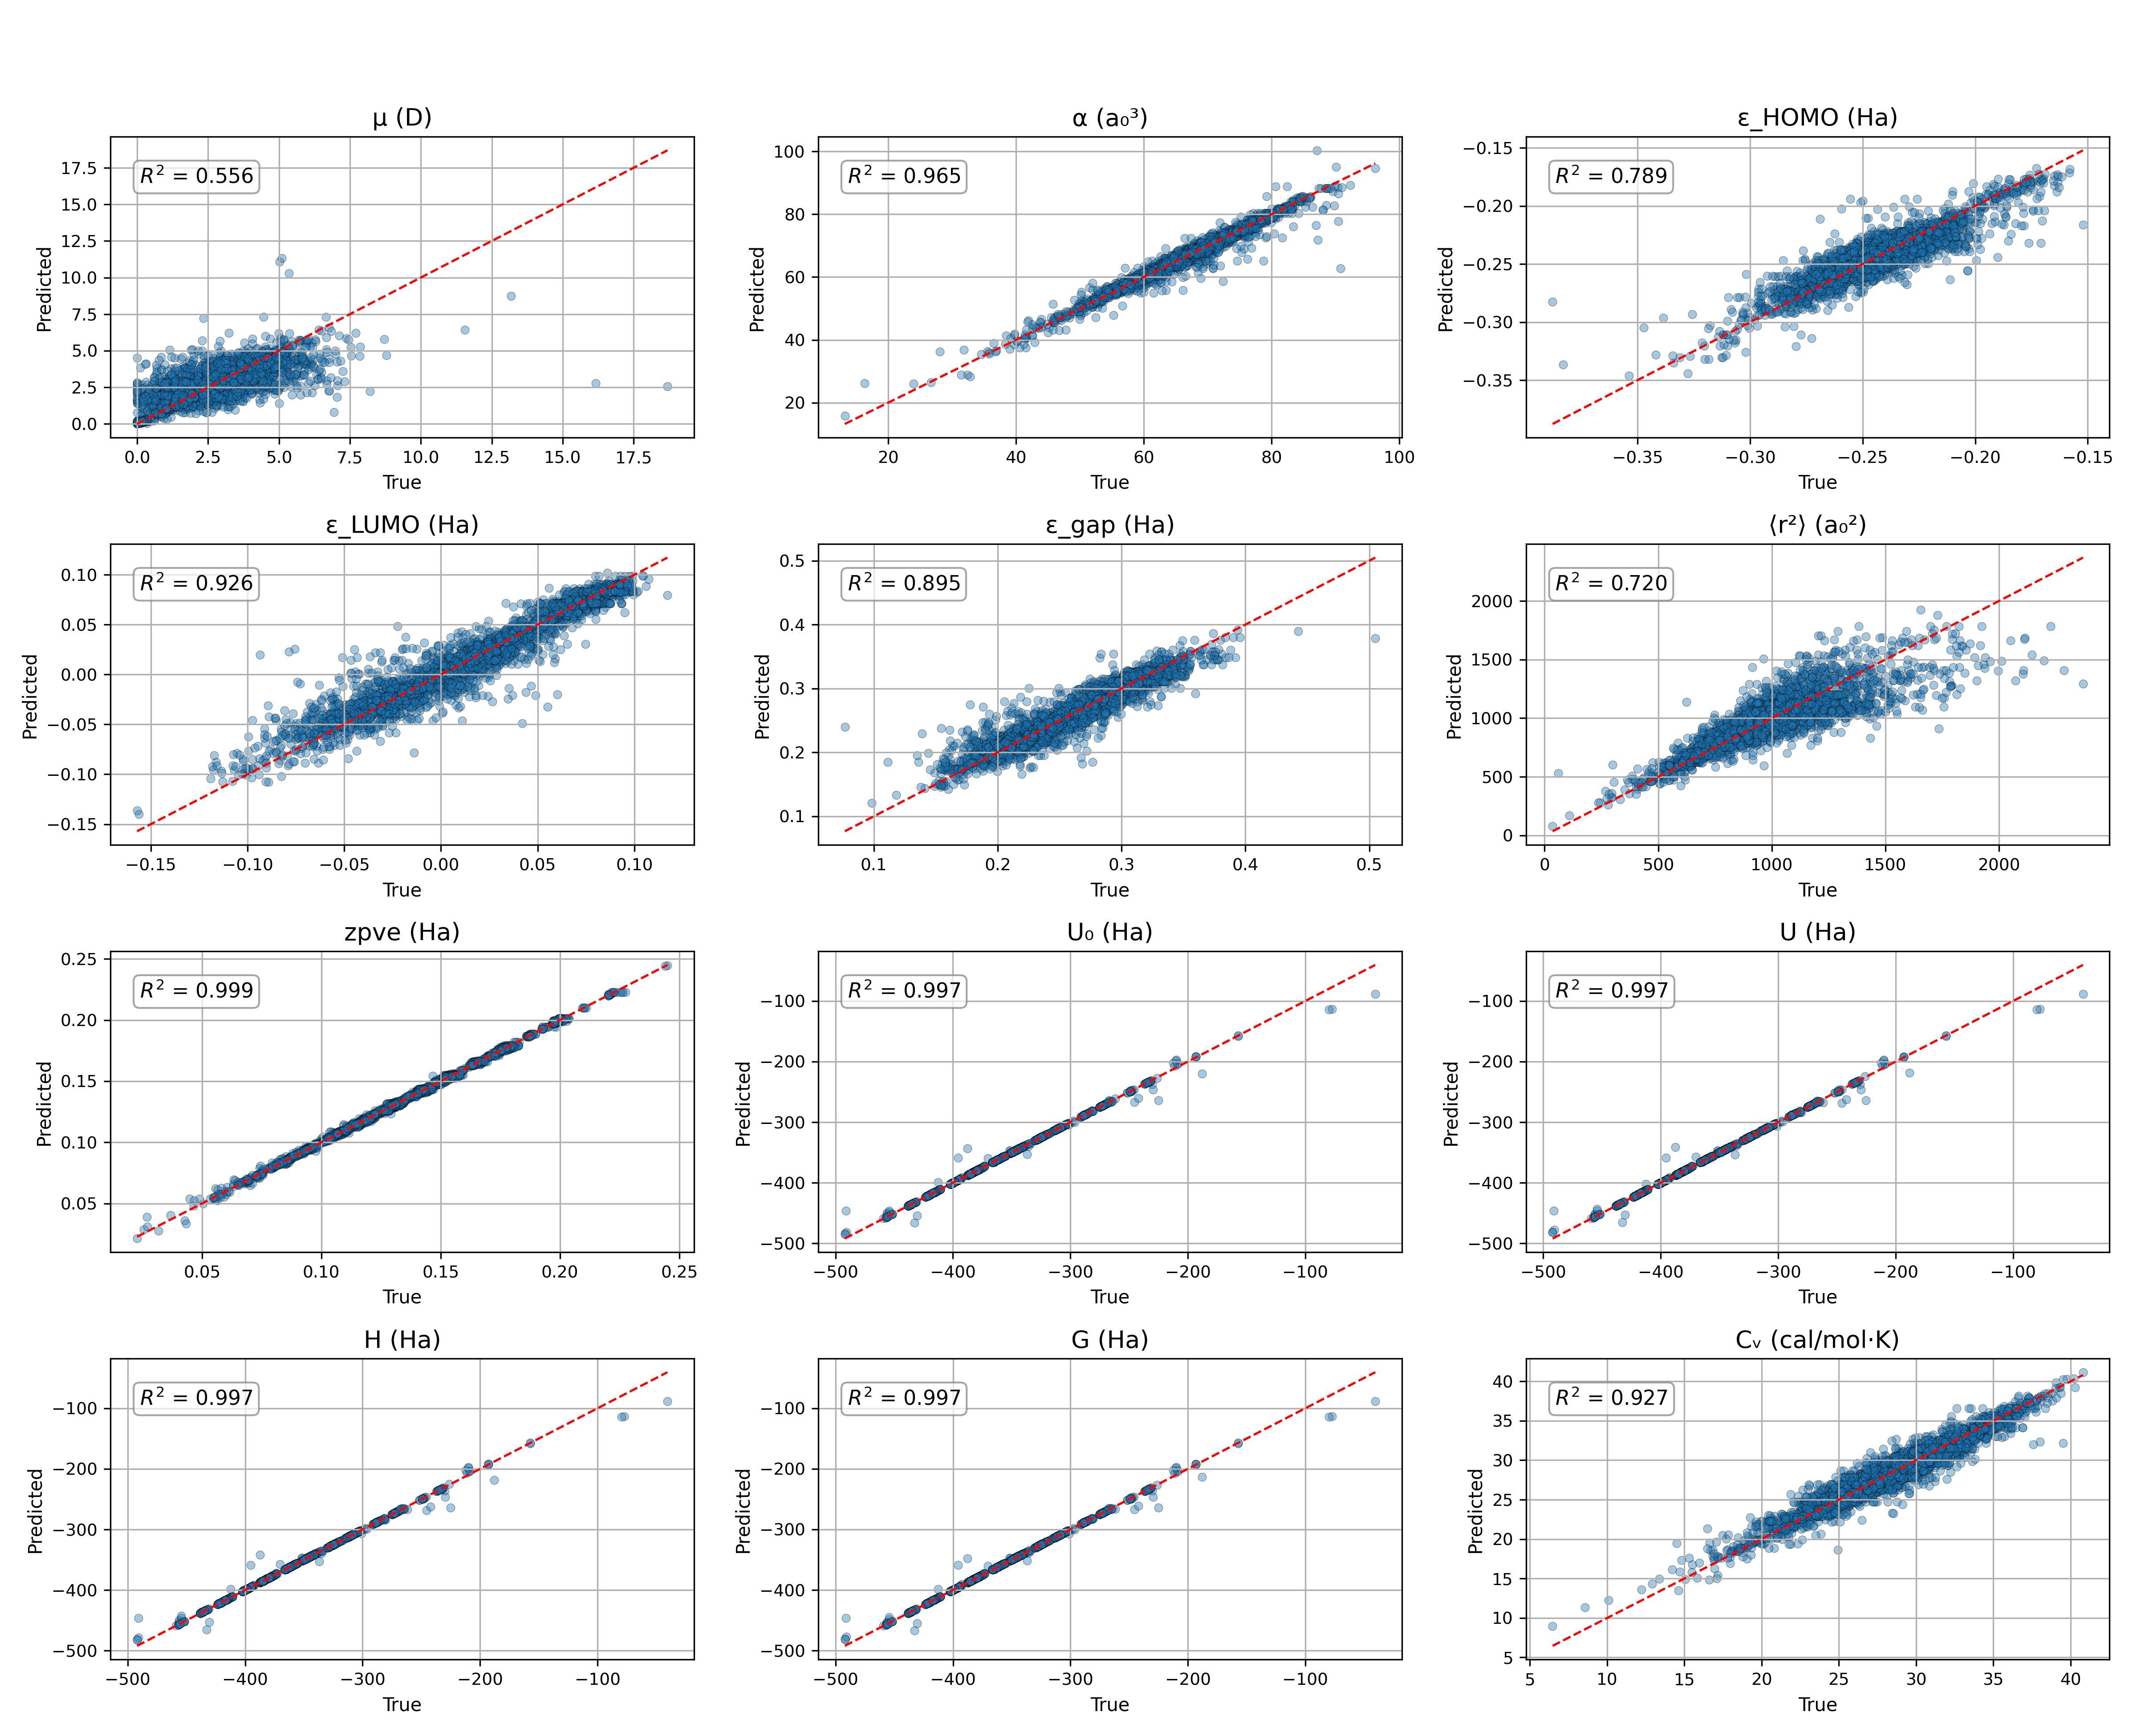 μ (D)
R² = 0.556
17.5
15.0
12.5
10.0
7.5
5.0
2.5
0.0
Predicted
0.0 2.5 5.0 7.5 10.0 12.5 15.0 17.5
True
α (a₀³)
R² = 0.965
100
80
60
40
20
Predicted
20 40 60 80 100
True
ε_HOMO (Ha)
R² = 0.789
−0.15
−0.20
−0.25
−0.30
−0.35
Predicted
−0.35 −0.30 −0.25 −0.20 −0.15
True
ε_LUMO (Ha)
R² = 0.926
0.10
0.05
0.00
−0.05
−0.10
−0.15
Predicted
−0.15 −0.10 −0.05 0.00 0.05 0.10
True
ε_gap (Ha)
R² = 0.895
0.5
0.4
0.3
0.2
0.1
Predicted
0.1 0.2 0.3 0.4 0.5
True
⟨r²⟩ (a₀²)
R² = 0.720
2000
1500
1000
500
0
Predicted
0 500 1000 1500 2000
True
zpve (Ha)
R² = 0.999
0.25
0.20
0.15
0.10
0.05
Predicted
0.05 0.10 0.15 0.20 0.25
True
U₀ (Ha)
R² = 0.997
−100
−200
−300
−400
−500
Predicted
−500 −400 −300 −200 −100
True
U (Ha)
R² = 0.997
−100
−200
−300
−400
−500
Predicted
−500 −400 −300 −200 −100
True
H (Ha)
R² = 0.997
−100
−200
−300
−400
−500
Predicted
−500 −400 −300 −200 −100
True
G (Ha)
R² = 0.997
−100
−200
−300
−400
−500
Predicted
−500 −400 −300 −200 −100
True
Cᵥ (cal/mol·K)
R² = 0.927
40
35
30
25
20
15
10
5
Predicted
5 10 15 20 25 30 35 40
True